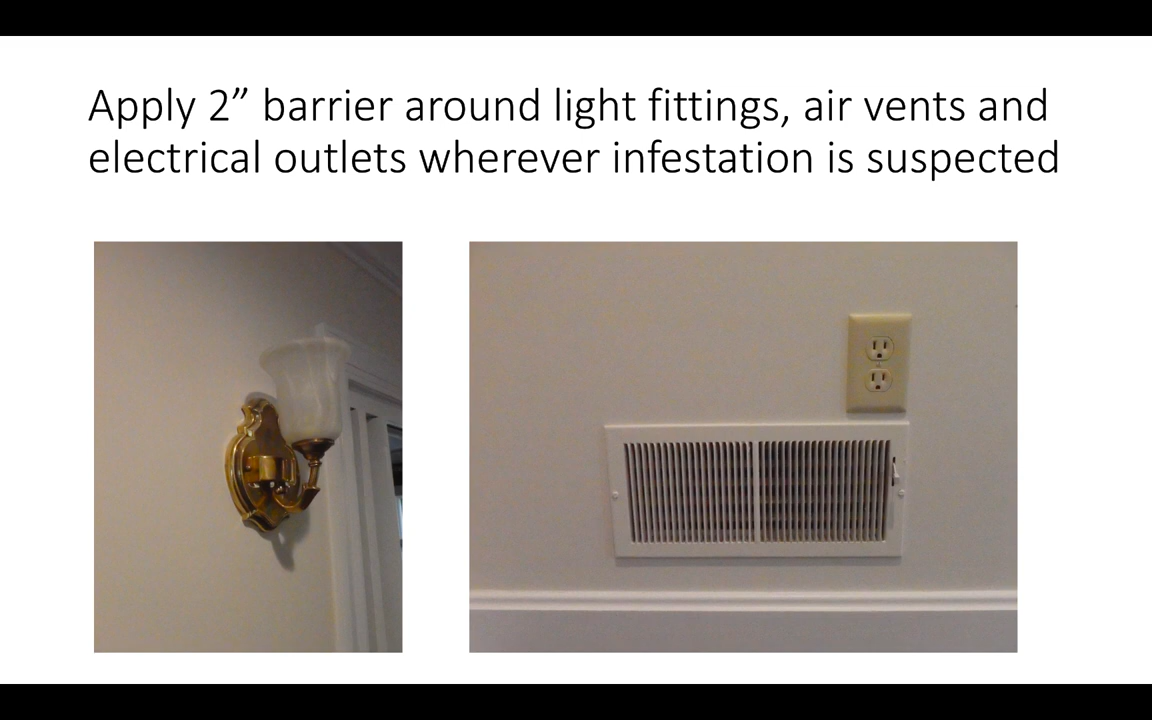 Apply 2” barrier around light fittings, air vents and
electrical outlets wherever infestation is suspected